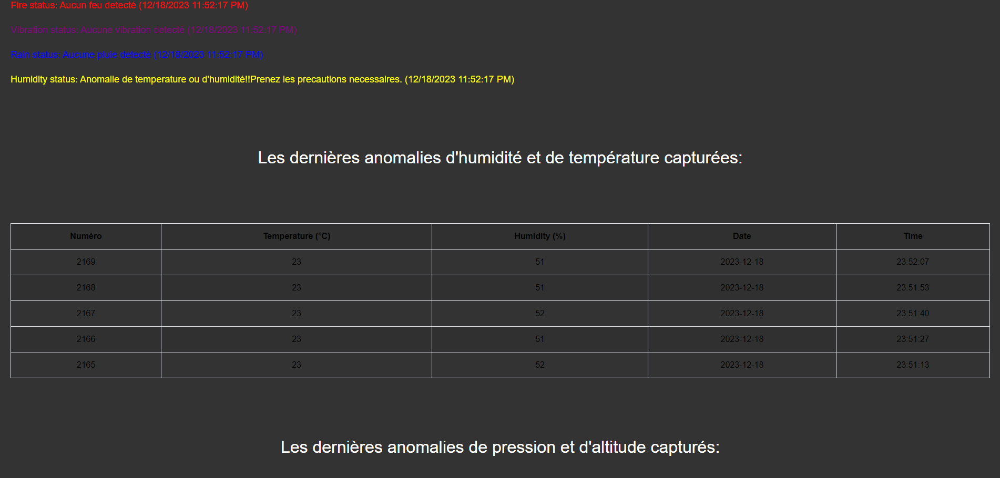 Fire status: Aucun feu detecté (12/18/2023 11:52:17 PM)
Vibration status: Aucune vibration detecté (12/18/2023 11:52:17 PM)
Rain status: Aucune pluie detecté (12/18/2023 11:52:17 PM)
Humidity status: Anomalie de temperature ou d'humidité!!Prenez les precautions necessaires. (12/18/2023 11:52:17 PM)
Les dernières anomalies d'humidité et de température capturées:
Numéro Temperature (°C) Humidity (%) Date Time
2169 23 51 2023-12-18 23:52:07
2168 23 51 2023-12-18 23:51:53
2167 23 52 2023-12-18 23:51:40
2166 23 51 2023-12-18 23:51:27
2165 23 52 2023-12-18 23:51:13
Les dernières anomalies de pression et d'altitude capturés: